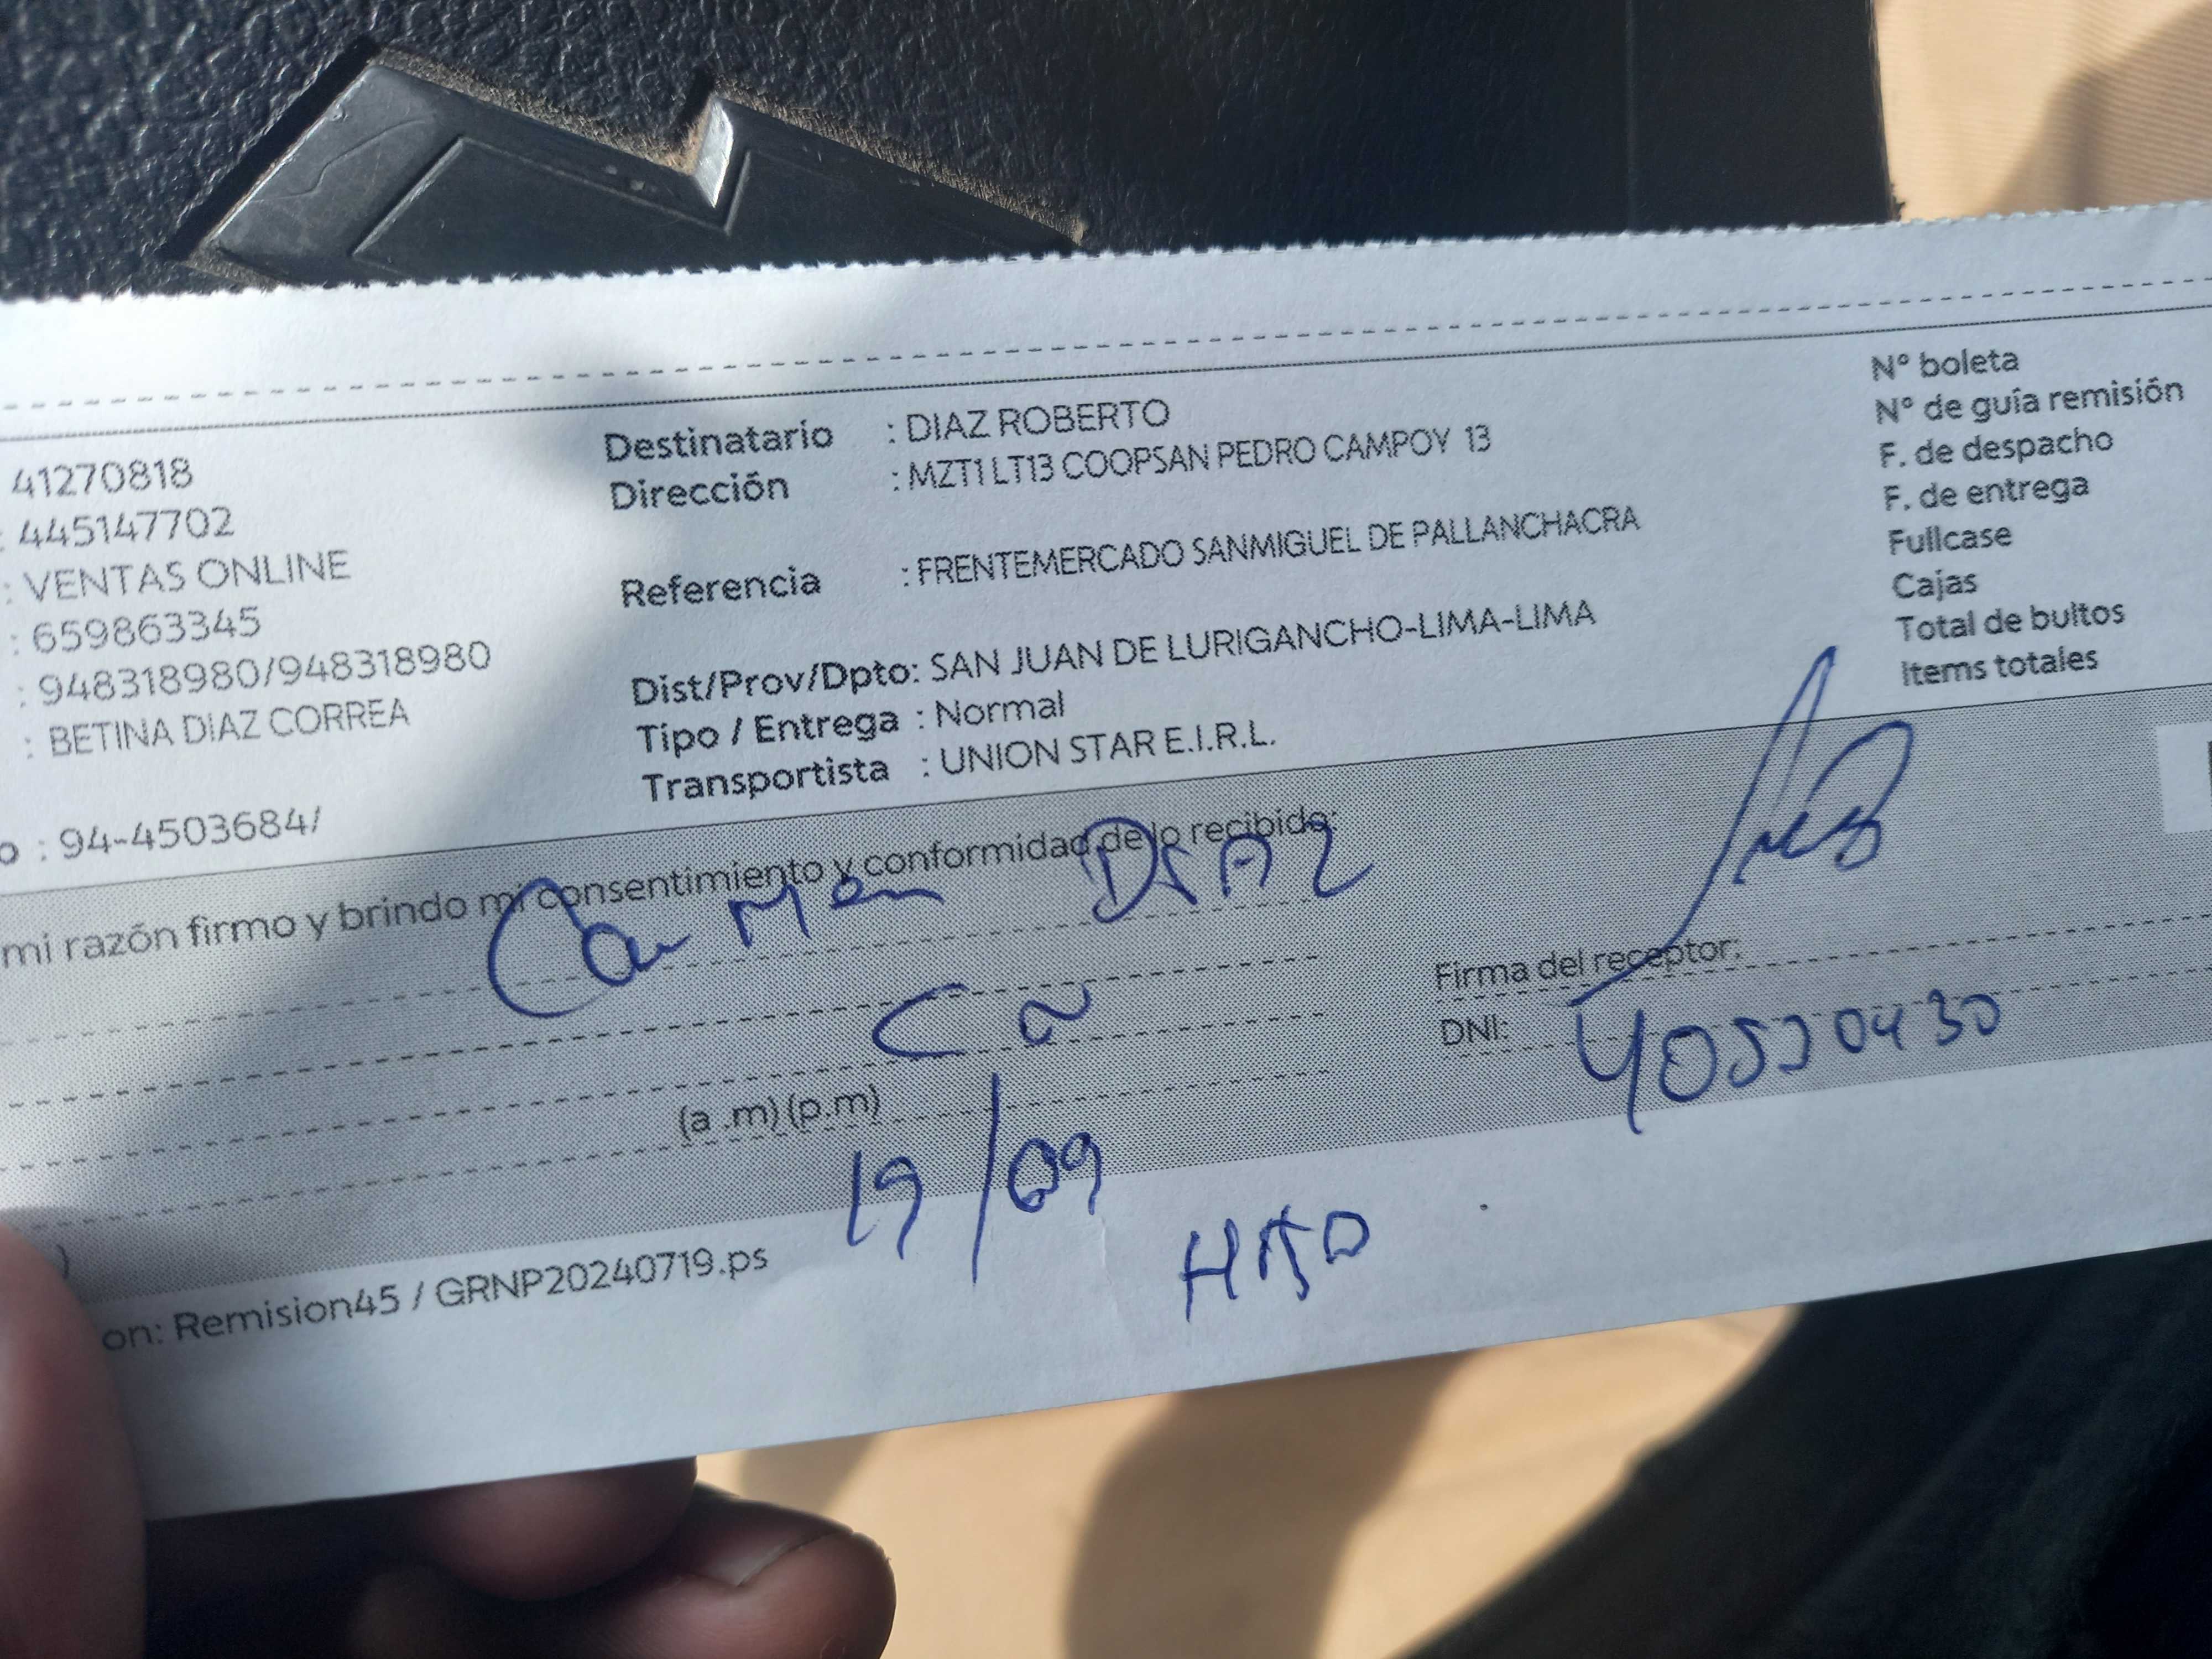 41270818
: 445147702
: VENTAS ONLINE
: 659863345
: 948318980/948318980
: BETINA DIAZ CORREA
o : 94-4503684/
Destinatario : DIAZ ROBERTO
Dirección : MZT1 LT13 COOPSAN PEDRO CAMPOY 13
Referencia : FRENTEMERCADO SANMIGUEL DE PALLANCHACRA
Dist/Prov/Dpto: SAN JUAN DE LURIGANCHO-LIMA-LIMA
Tipo / Entrega : Normal
Transportista : UNION STAR E.I.R.L.
N° boleta
N° de guía remisión
F. de despacho
F. de entrega
Fullcase
Cajas
Total de bultos
Items totales
mi razón firmo y brindo mi consentimiento y conformidad de lo recibido:
Carmen DIAZ
Firma del receptor:
DNI:
(a .m) (p.m)
19/09
)
on: Remision45 / GRNP20240719.ps